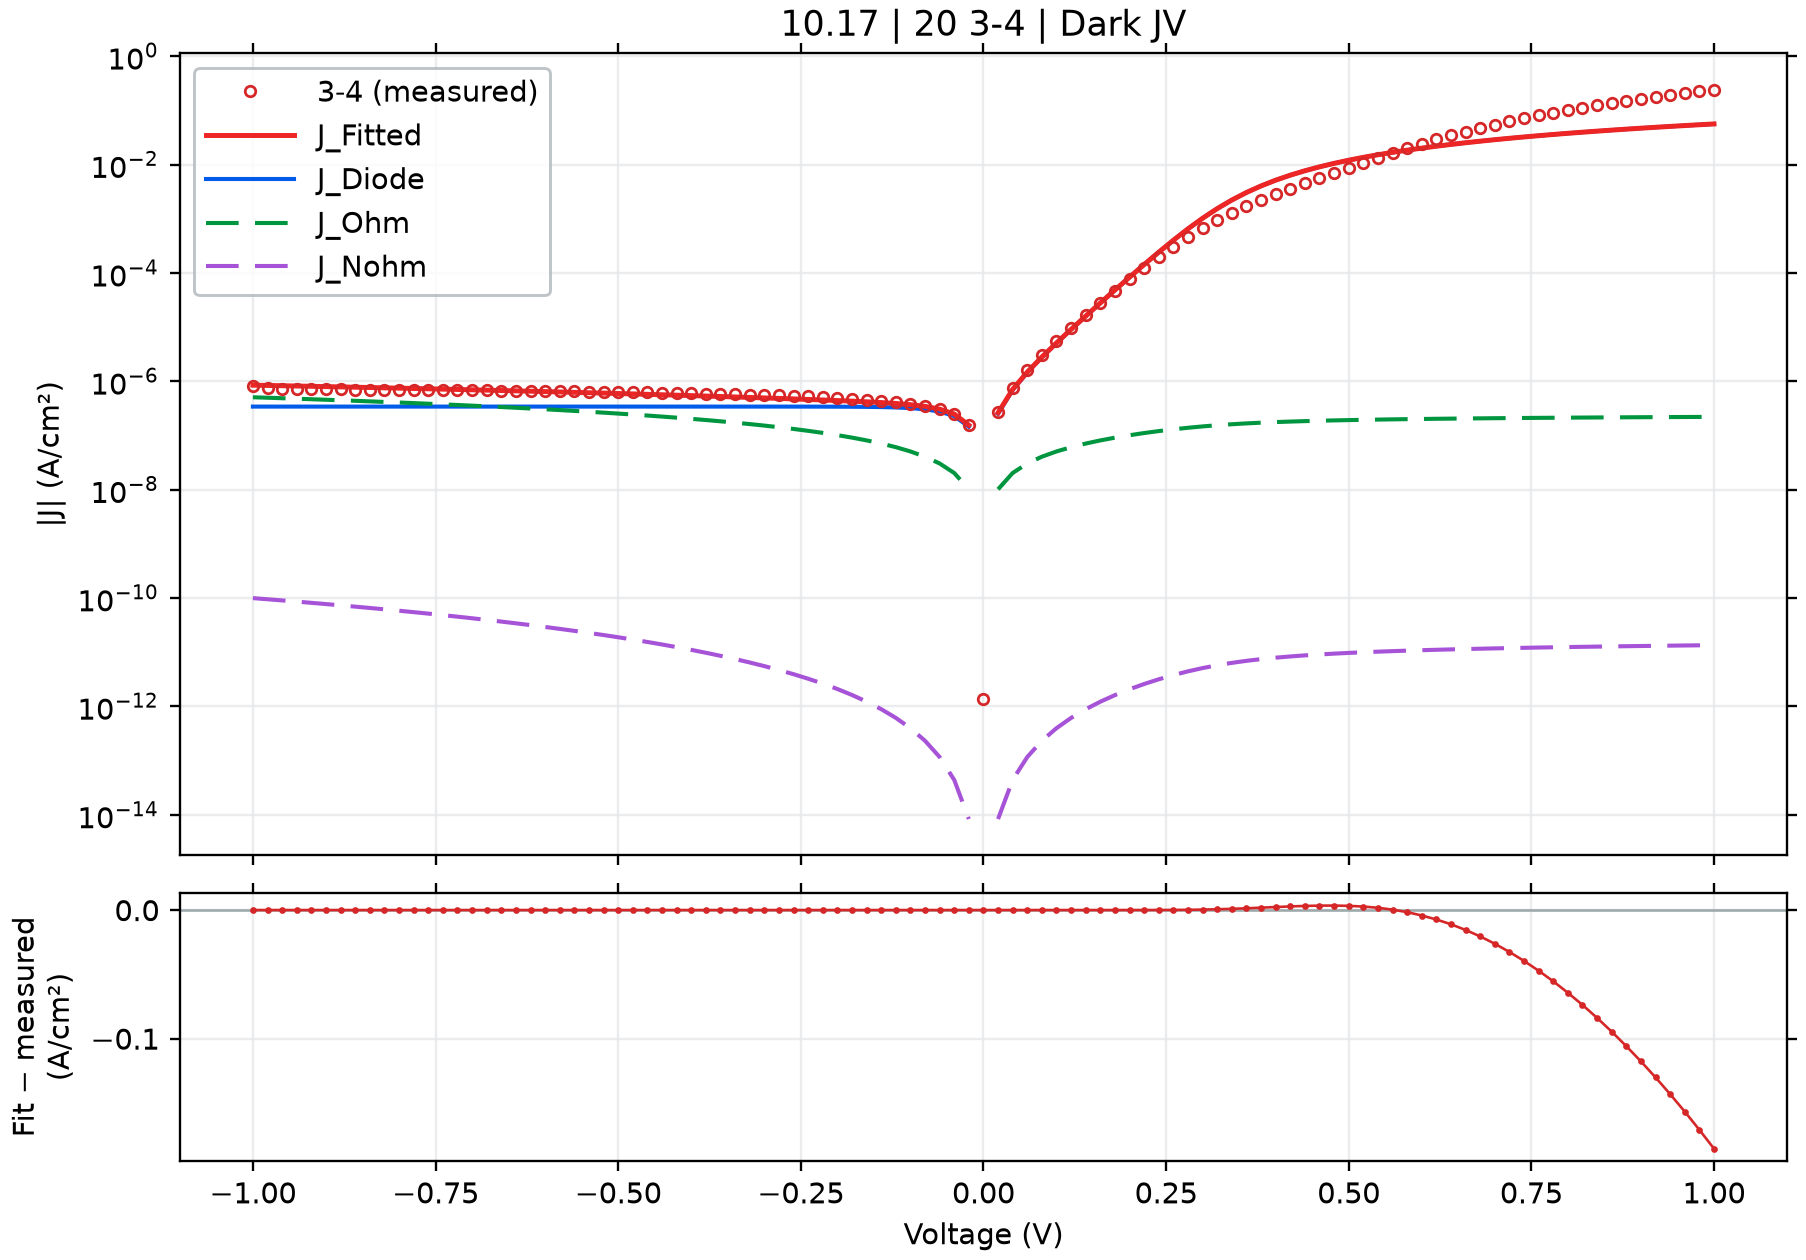 10.17 | 20 3-4 | Dark JV
3-4 (measured)
J_Fitted
J_Diode
J_Ohm
J_Nohm
|J| (A/cm²)
10⁰
10⁻²
10⁻⁴
10⁻⁶
10⁻⁸
10⁻¹⁰
10⁻¹²
10⁻¹⁴
Fit − measured
(A/cm²)
0.0
−0.1
−1.00 −0.75 −0.50 −0.25 0.00 0.25 0.50 0.75 1.00
Voltage (V)